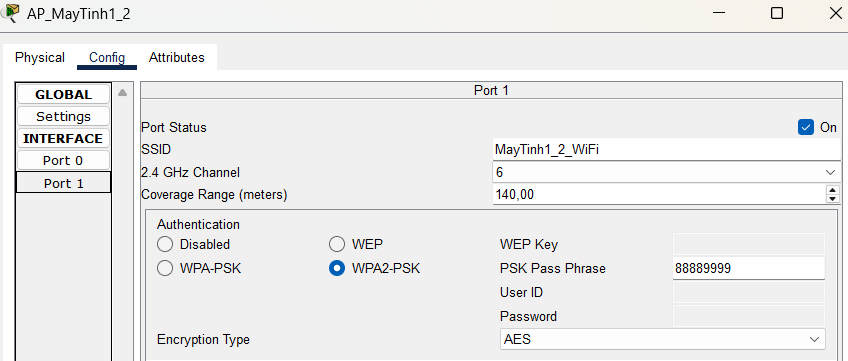 AP_MayTinh1_2
Physical Config Attributes
GLOBAL
Settings
INTERFACE
Port 0
Port 1
Port 1
Port Status On
SSID MayTinh1_2_WiFi
2.4 GHz Channel 6
Coverage Range (meters) 140,00
Authentication
Disabled WEP WEP Key
WPA-PSK WPA2-PSK PSK Pass Phrase 88889999
User ID
Password
Encryption Type AES